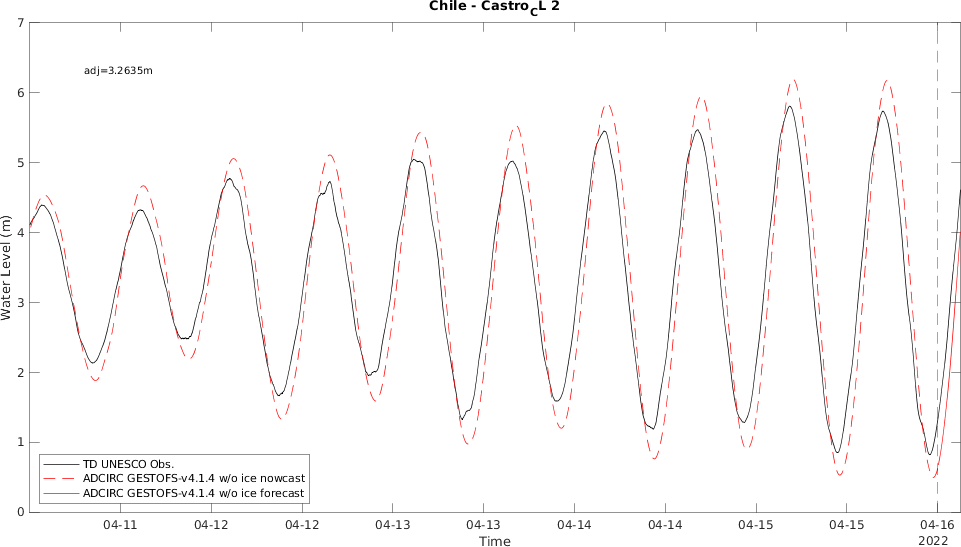 Chile - Castro_CL 2
7
6
5
4
3
2
1
0
Water Level (m)
adj=3.2635m
TD UNESCO Obs.
ADCIRC GESTOFS-v4.1.4 w/o ice nowcast
ADCIRC GESTOFS-v4.1.4 w/o ice forecast
04-11 04-12 04-12 04-13 04-13 04-14 04-14 04-15 04-15 04-16
Time
2022